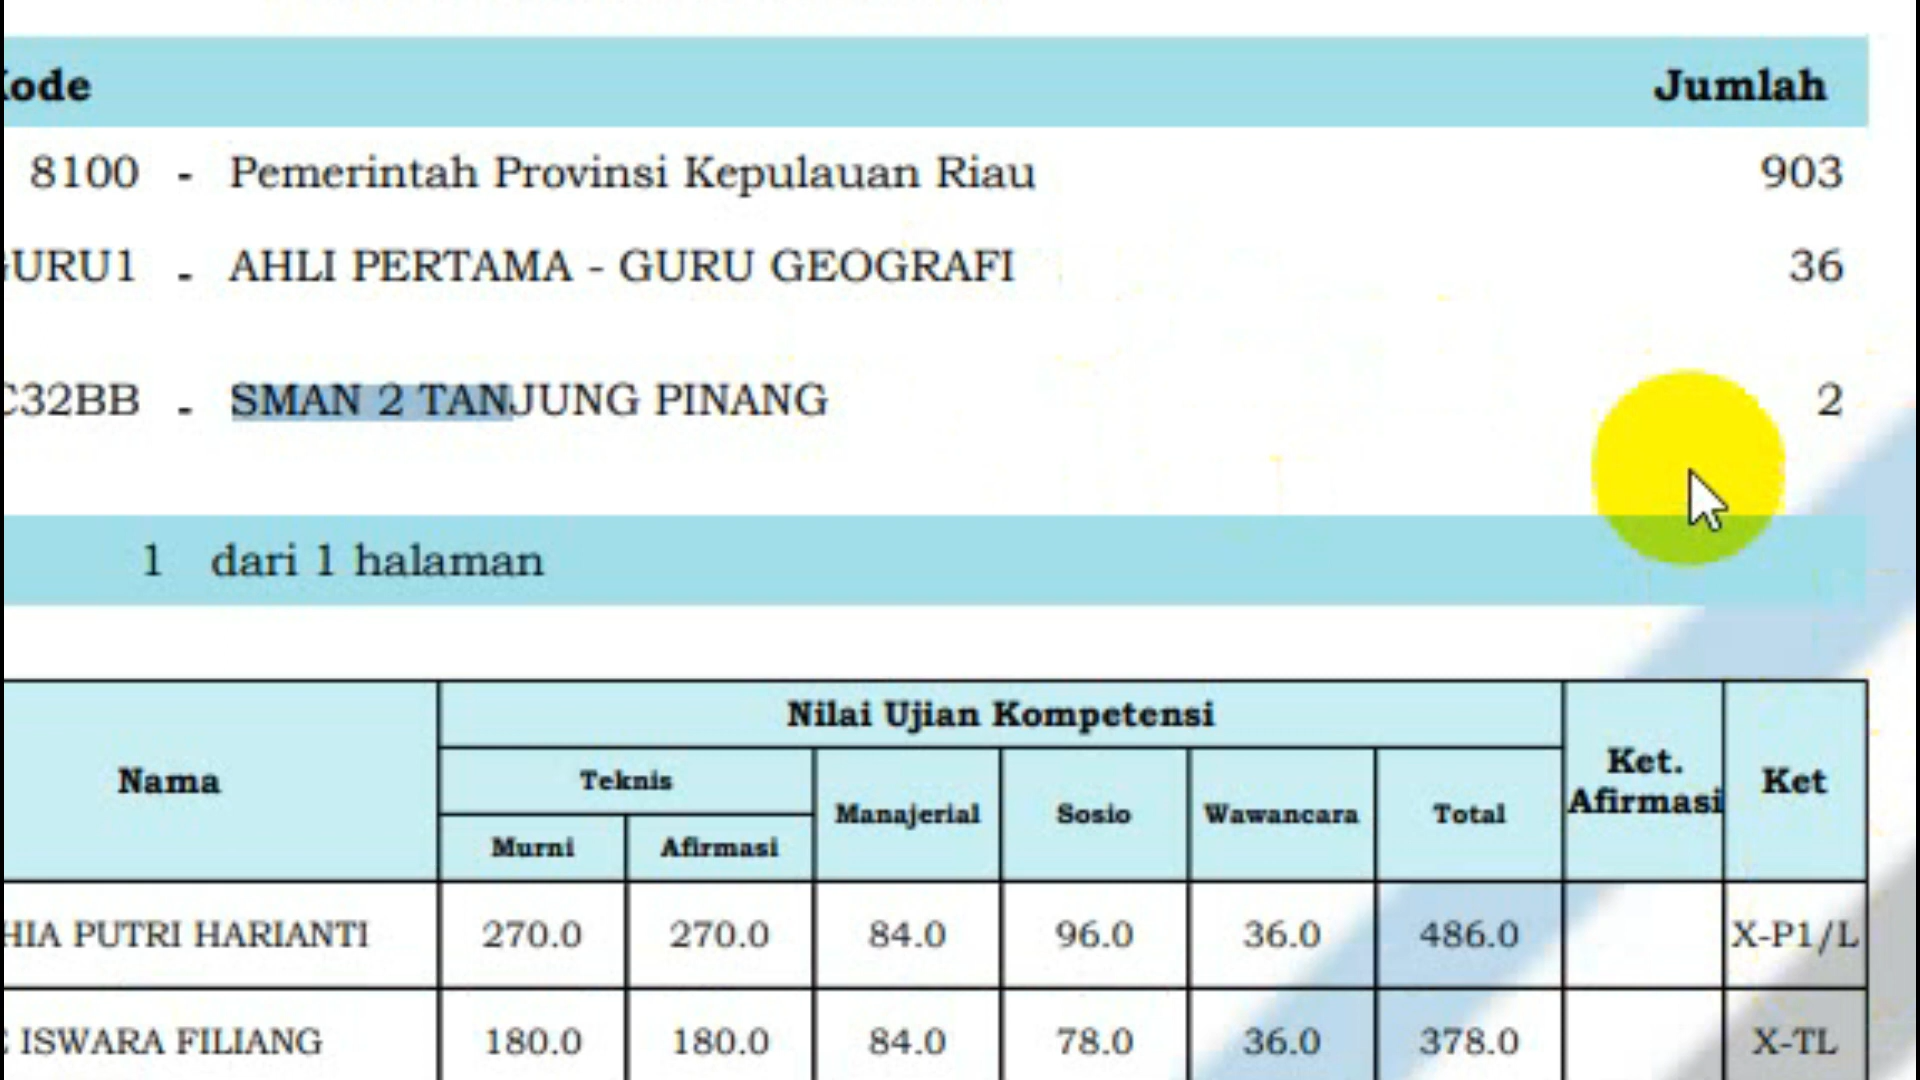 Kode Jumlah
8100 - Pemerintah Provinsi Kepulauan Riau 903
GURU1 - AHLI PERTAMA - GURU GEOGRAFI 36
C32BB - SMAN 2 TANJUNG PINANG 2
1 dari 1 halaman
Nama Nilai Ujian Kompetensi Ket. Afirmasi Ket
Teknis Manajerial Sosio Wawancara Total
Murni Afirmasi
HIA PUTRI HARIANTI 270.0 270.0 84.0 96.0 36.0 486.0 X-P1/L
ISWARA FILIANG 180.0 180.0 84.0 78.0 36.0 378.0 X-TL